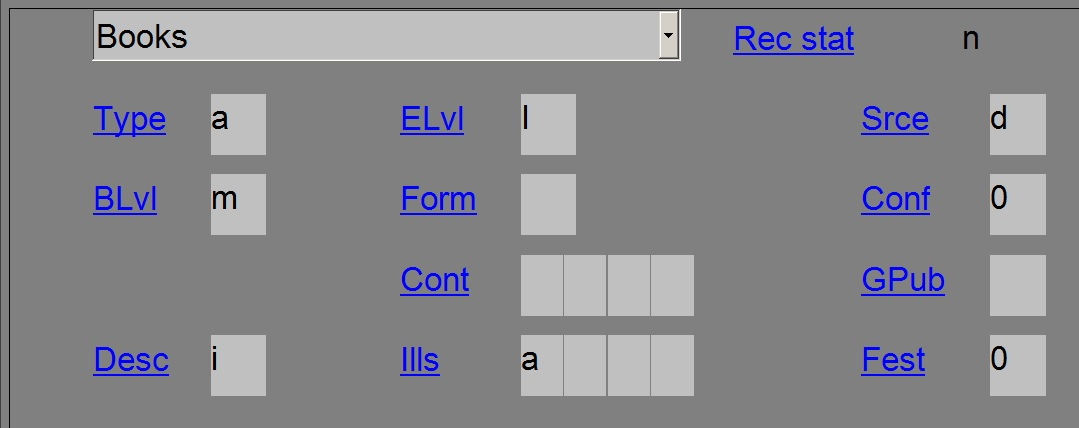 Books Rec stat n
Type a ELvl I Srce d
BLvl m Form Conf 0
Cont GPub
Desc i Ills a Fest 0